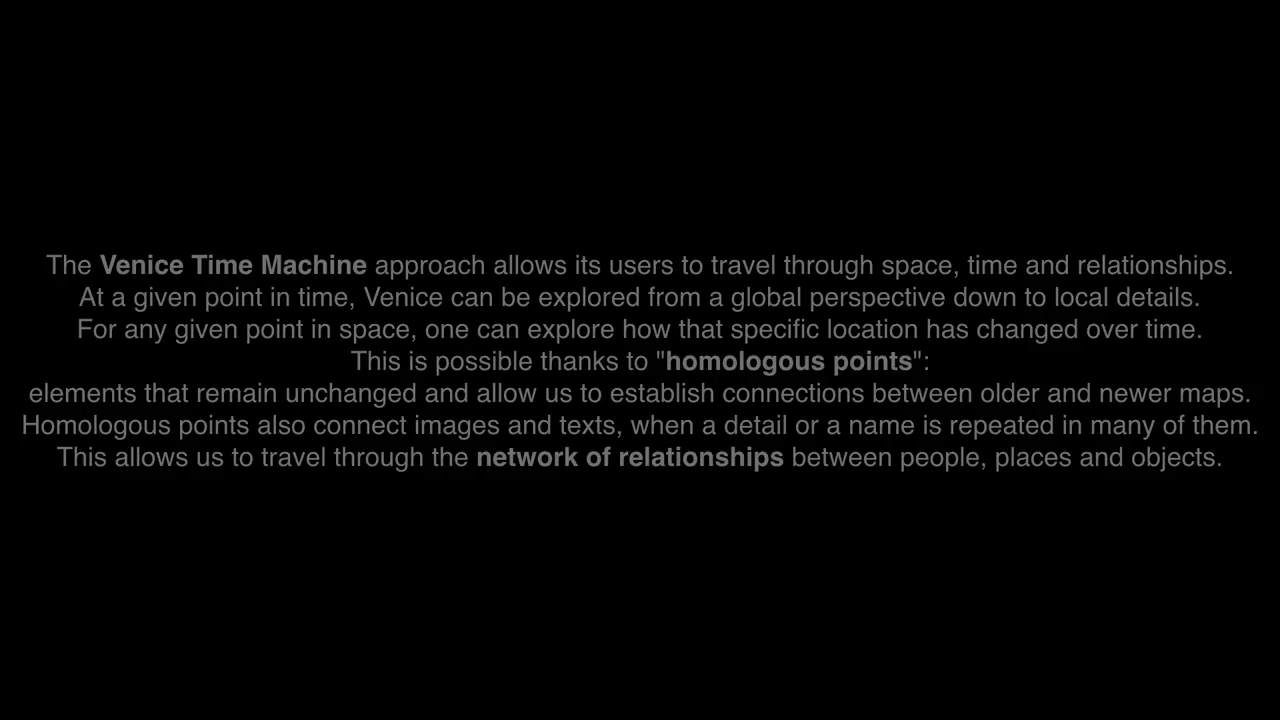 The Venice Time Machine approach allows its users to travel through space, time and relationships.
At a given point in time, Venice can be explored from a global perspective down to local details.
For any given point in space, one can explore how that specific location has changed over time.
This is possible thanks to "homologous points":
elements that remain unchanged and allow us to establish connections between older and newer maps.
Homologous points also connect images and texts, when a detail or a name is repeated in many of them.
This allows us to travel through the network of relationships between people, places and objects.